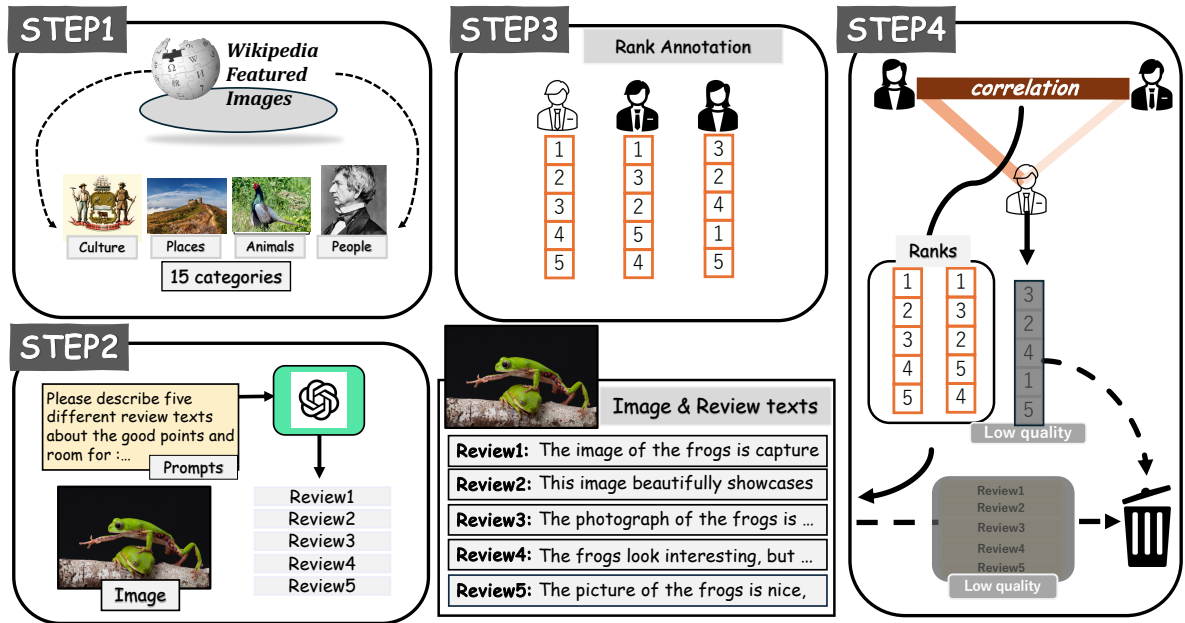 STEP1
Wikipedia
Featured
Images
Culture
Places
Animals
People
15 categories
STEP2
Please describe five
different review texts
about the good points and
room for :...
Prompts
Image
Review1
Review2
Review3
Review4
Review5
STEP3
Rank Annotation
1 1 3
2 3 2
3 2 4
4 5 1
5 4 5
Image & Review texts
Review1: The image of the frogs is capture
Review2: This image beautifully showcases
Review3: The photograph of the frogs is ...
Review4: The frogs look interesting, but ...
Review5: The picture of the frogs is nice,
STEP4
correlation
Ranks
1 1
2 3
3 2
4 5
5 4
3
2
4
1
5
Low quality
Review1
Review2
Review3
Review4
Review5
Low quality